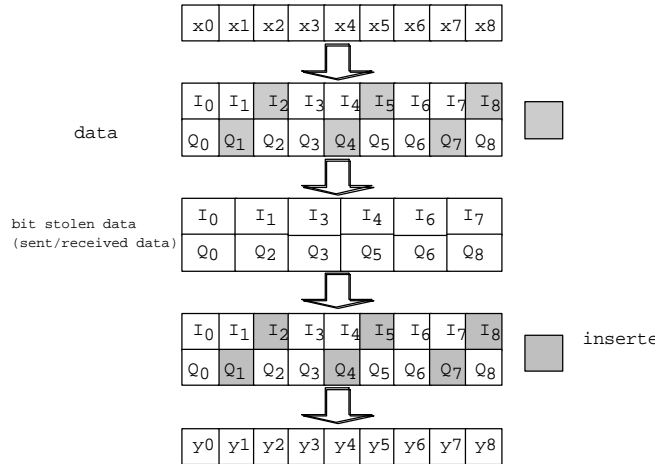 x0 x1 x2 x3 x4 x5 x6 x7 x8
I0 I1 I2 I3 I4 I5 I6 I7 I8
data
Q0 Q1 Q2 Q3 Q4 Q5 Q6 Q7 Q8
I0 I1 I3 I4 I6 I7
bit stolen data
(sent/received data)
Q0 Q2 Q3 Q5 Q6 Q8
I0 I1 I2 I3 I4 I5 I6 I7 I8
inserte
Q0 Q1 Q2 Q3 Q4 Q5 Q6 Q7 Q8
y0 y1 y2 y3 y4 y5 y6 y7 y8